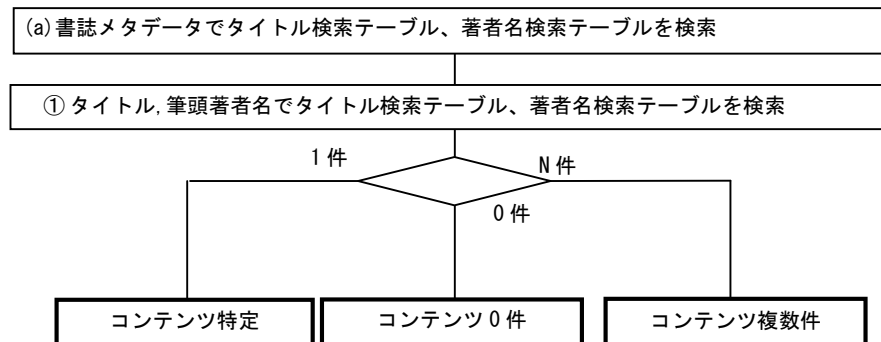 (a)書誌メタデータでタイトル検索テーブル、著者名検索テーブルを検索
① タイトル,筆頭著者名でタイトル検索テーブル、著者名検索テーブルを検索
1件
N件
0件
コンテンツ特定
コンテンツ0件
コンテンツ複数件